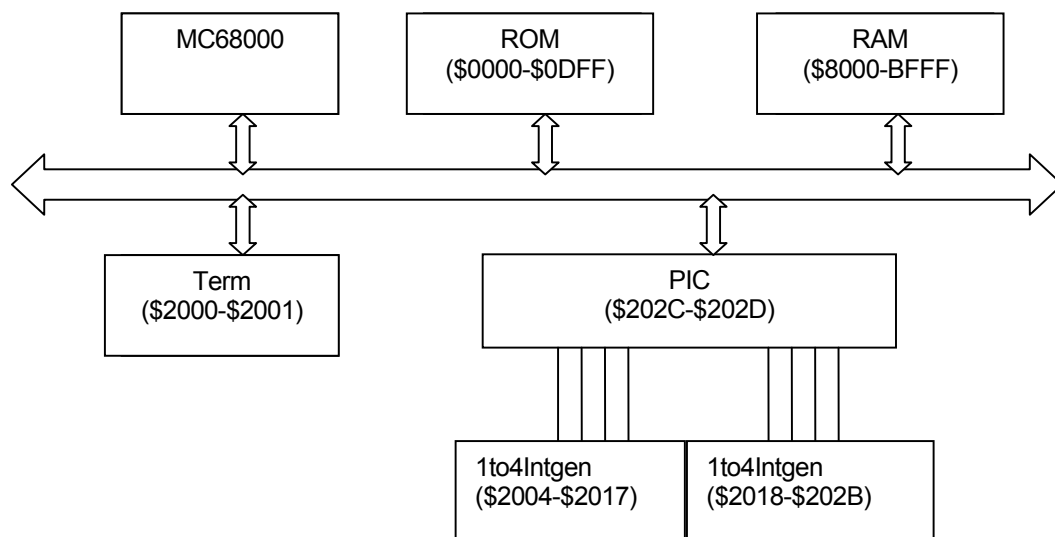 MC68000
ROM
($0000-$0DFF)
RAM
($8000-BFFF)
Term
($2000-$2001)
PIC
($202C-$202D)
1to4Intgen
($2004-$2017)
1to4Intgen
($2018-$202B)